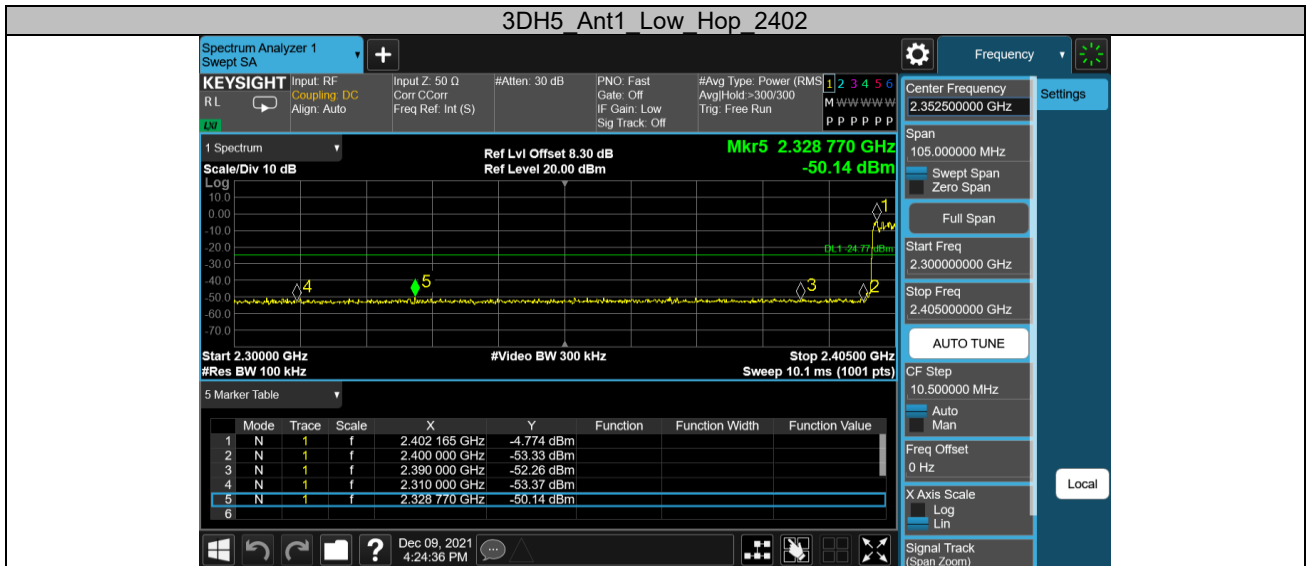 3DH5_Ant1_Low_Hop_2402
Spectrum Analyzer 1
Swept SA
Frequency
KEYSIGHT
R L
LXI
Input: RF
Coupling: DC
Align: Auto
Input Z: 50 Ω
Corr CCorr
Freq Ref: Int (S)
#Atten: 30 dB
PNO: Fast
Gate: Off
IF Gain: Low
Sig Track: Off
#Avg Type: Power (RMS
Avg|Hold:>300/300
Trig: Free Run
1 2 3 4 5 6
M W W W W W
P P P P P P
Center Frequency
2.352500000 GHz
Settings
Span
105.000000 MHz
Swept Span
Zero Span
Full Span
Start Freq
2.300000000 GHz
Stop Freq
2.405000000 GHz
AUTO TUNE
CF Step
10.500000 MHz
Auto
Man
Freq Offset
0 Hz
X Axis Scale
Log
Lin
Signal Track
(Span Zoom)
Local
1 Spectrum
Scale/Div 10 dB
Ref Lvl Offset 8.30 dB
Ref Level 20.00 dBm
Mkr5 2.328 770 GHz
-50.14 dBm
Log
10.0
0.00
-10.0
-20.0
-30.0
-40.0
-50.0
-60.0
-70.0
DL1 -24.77 dBm
1
4
5
3
2
Start 2.30000 GHz
#Video BW 300 kHz
Stop 2.40500 GHz
#Res BW 100 kHz
Sweep 10.1 ms (1001 pts)
5 Marker Table
Mode Trace Scale X Y Function Function Width Function Value
1 N 1 f 2.402 165 GHz -4.774 dBm
2 N 1 f 2.400 000 GHz -53.33 dBm
3 N 1 f 2.390 000 GHz -52.26 dBm
4 N 1 f 2.310 000 GHz -53.37 dBm
5 N 1 f 2.328 770 GHz -50.14 dBm
6
Dec 09, 2021
4:24:36 PM